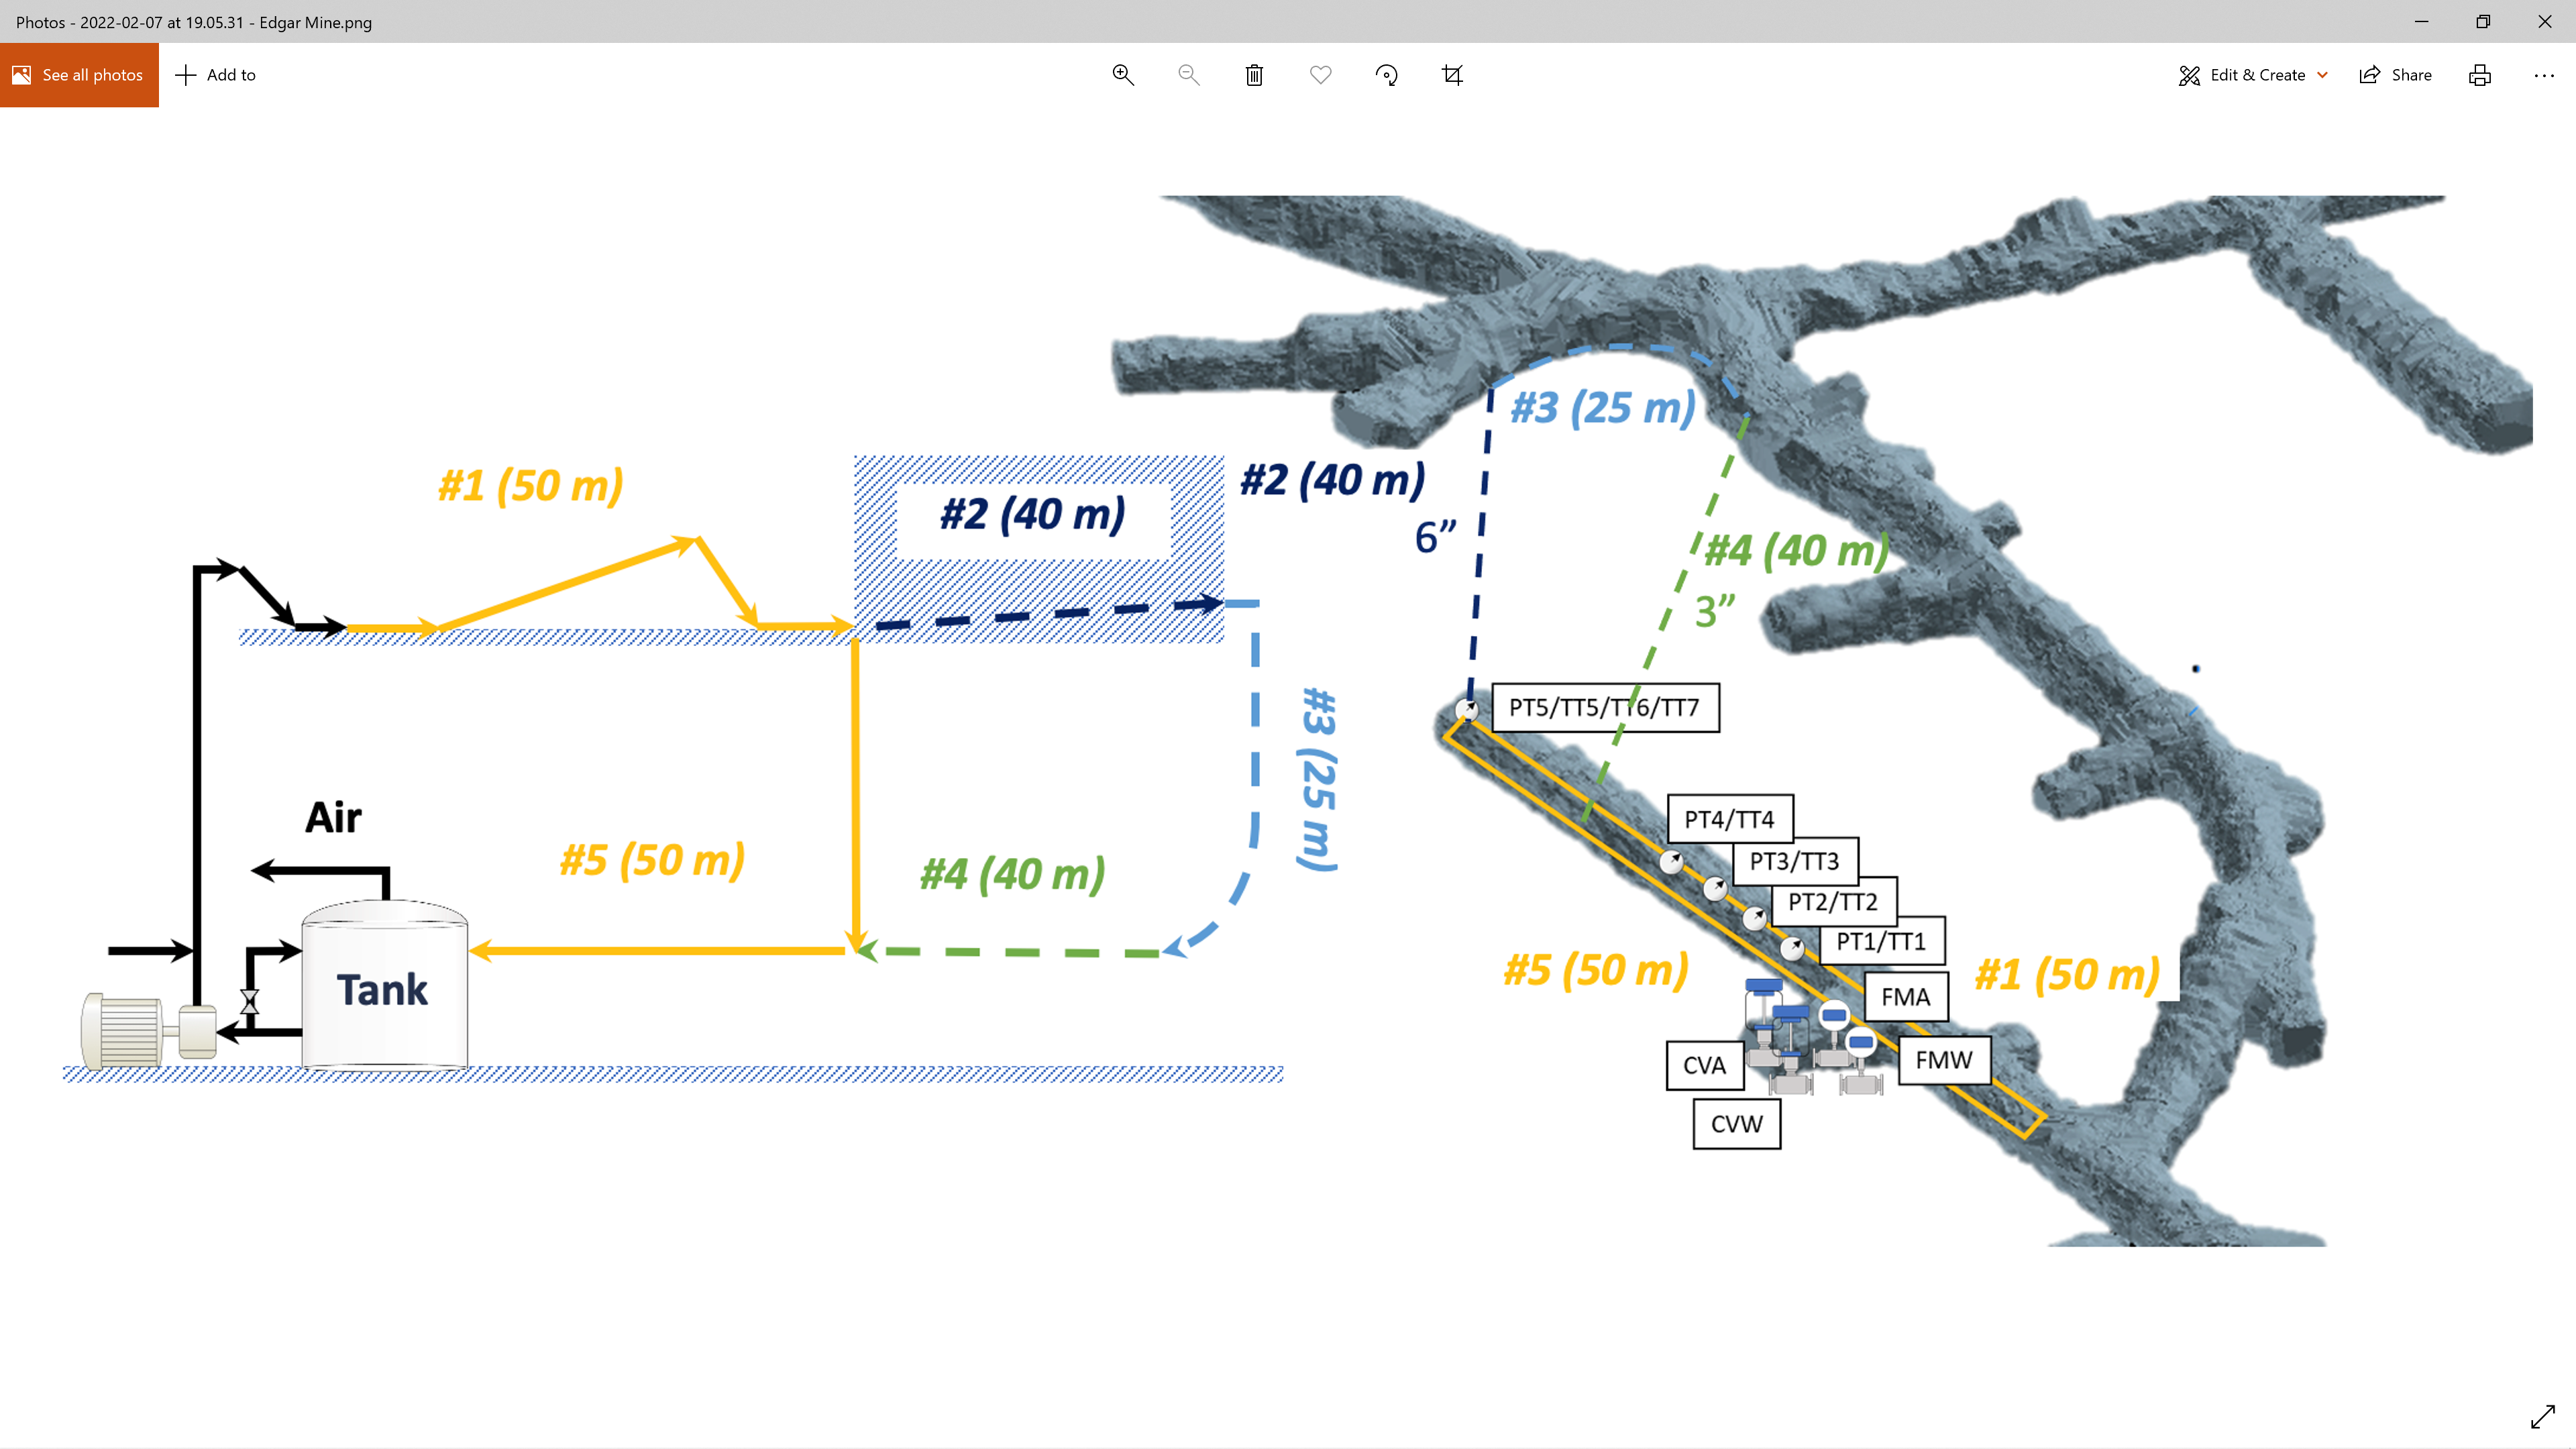 Photos - 2022-02-07 at 19.05.31 - Edgar Mine.png
See all photos
Add to
Edit & Create
Share
#1 (50 m)
#2 (40 m)
#3 (25 m)
Air
#5 (50 m)
#4 (40 m)
Tank
#3 (25 m)
#2 (40 m)
6”
#4 (40 m)
3”
PT5/TT5/TT6/TT7
PT4/TT4
PT3/TT3
PT2/TT2
PT1/TT1
#5 (50 m)
#1 (50 m)
FMA
FMW
CVA
CVW